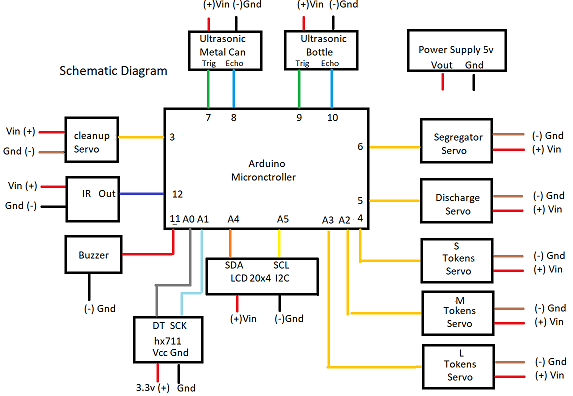 (+)Vin (-)Gnd
(+)Vin (-)Gnd
Ultrasonic
Metal Can
Trig Echo
Ultrasonic
Bottle
Trig Echo
Power Supply 5v
Vout Gnd
Schematic Diagram
7 8 9 10
Vin (+)
Gnd (-)
cleanup
Servo
3
Arduino
Micronctroller
6
Segregator
Servo
(-) Gnd
(+) Vin
Vin (+)
Gnd (-)
IR Out
12
5
Discharge
Servo
(-) Gnd
(+) Vin
11 A0 A1 A4 A5 A3 A2 4
Buzzer
(-) Gnd
SDA SCL
LCD 20x4 I2C
(+)Vin (-)Gnd
S
Tokens
Servo
(-) Gnd
(+) Vin
M
Tokens
Servo
(-) Gnd
(+) Vin
DT SCK
hx711
Vcc Gnd
3.3v (+) Gnd
L
Tokens
Servo
(-) Gnd
(+) Vin